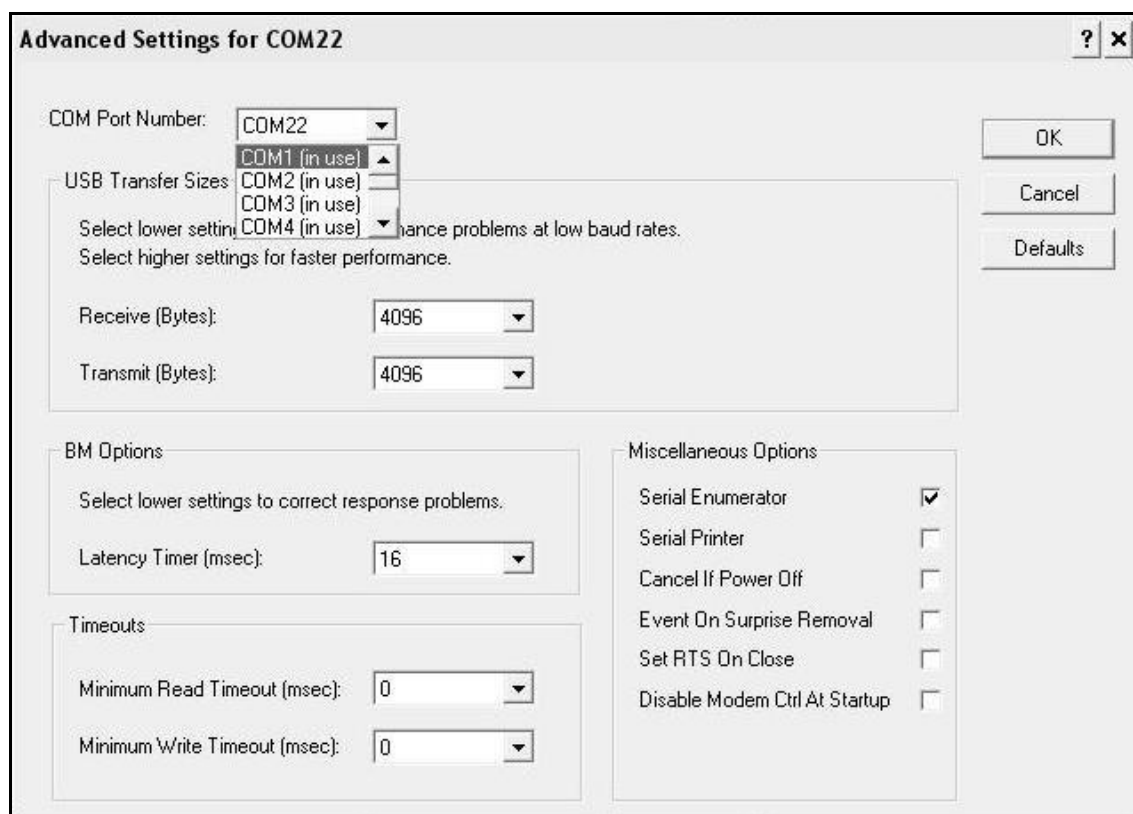 Advanced Settings for COM22
COM Port Number:
COM22
COM1 (in use)
COM2 (in use)
COM3 (in use)
COM4 (in use)
OK
Cancel
Defaults
USB Transfer Sizes
Select lower settin mance problems at low baud rates.
Select higher settings for faster performance.
Receive (Bytes):
4096
Transmit (Bytes):
4096
BM Options
Select lower settings to correct response problems.
Latency Timer (msec):
16
Timeouts
Minimum Read Timeout (msec):
0
Minimum Write Timeout (msec):
0
Miscellaneous Options
Serial Enumerator
Serial Printer
Cancel If Power Off
Event On Surprise Removal
Set RTS On Close
Disable Modem Ctrl At Startup